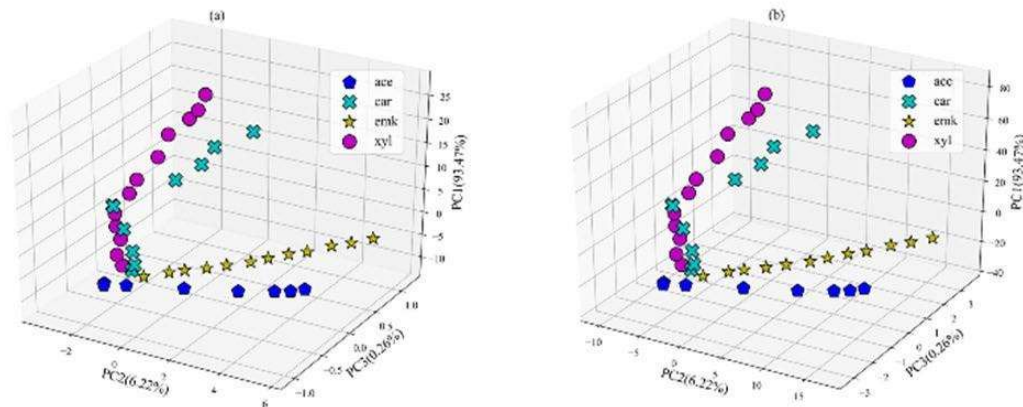 (a)
ace
car
emk
xyl
25
20
15
10
5
0
−5
−10
PC1(93.47%)
1.0
0.5
0.0
−0.5
−1.0
PC3(0.26%)
−2
0
2
4
6
PC2(6.22%)
(b)
ace
car
emk
xyl
80
60
40
20
0
−20
−40
PC1(93.47%)
3
2
1
0
−1
−2
−3
PC3(0.26%)
−10
−5
0
5
10
15
PC2(6.22%)